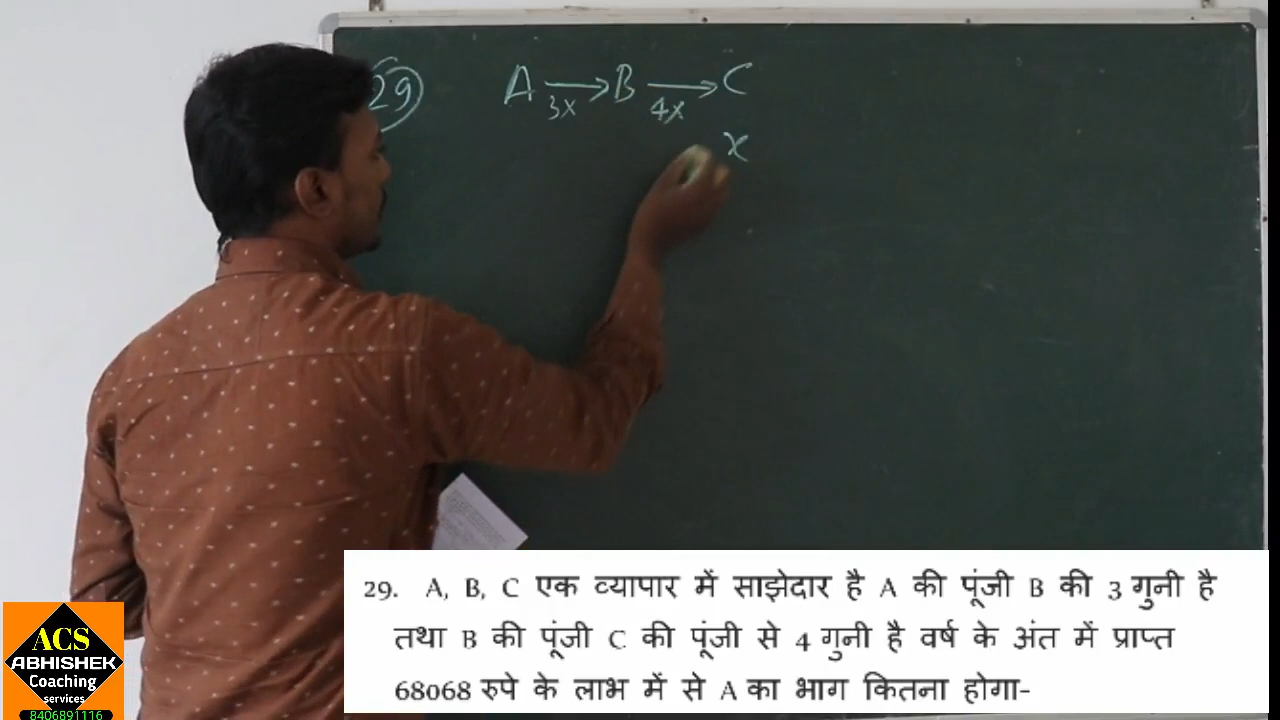 29
A → B → C
3x 4x
x
29. A, B, C एक व्यापार में साझेदार है A की पूंजी B की 3 गुनी है
तथा B की पूंजी C की पूंजी से 4 गुनी है वर्ष के अंत में प्राप्त
68068 रुपे के लाभ में से A का भाग कितना होगा-
ACS
ABHISHEK
Coaching
services
8406891116